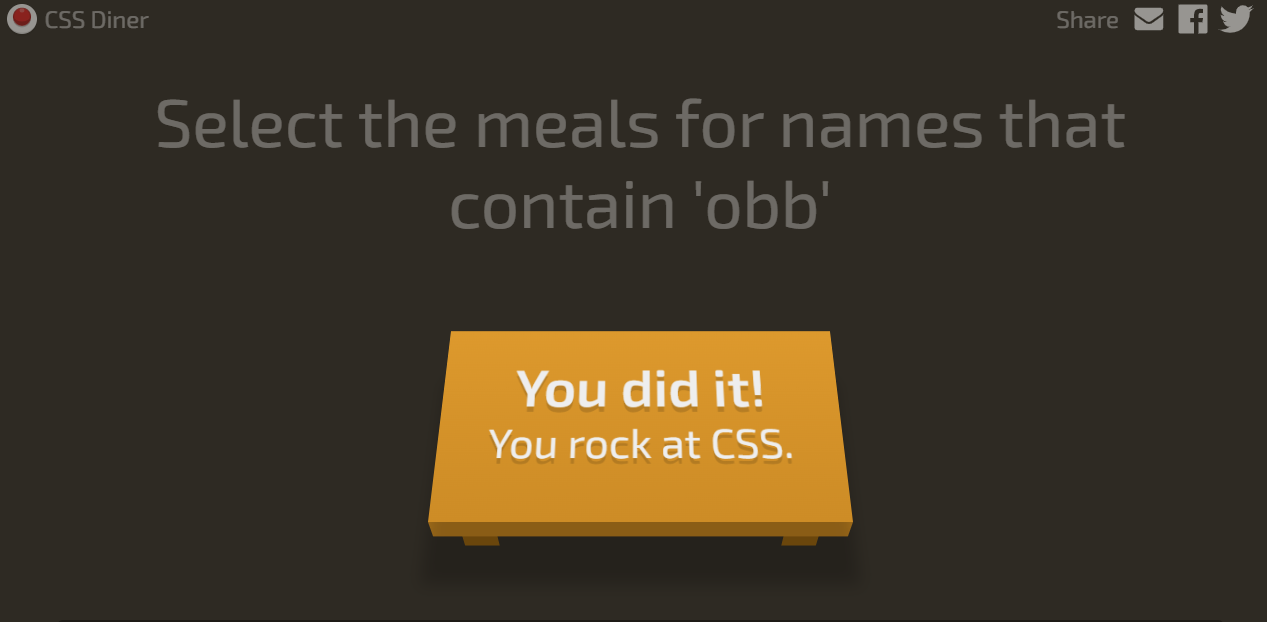 CSS Diner
Share
Select the meals for names that
contain 'obb'
You did it!
You rock at CSS.